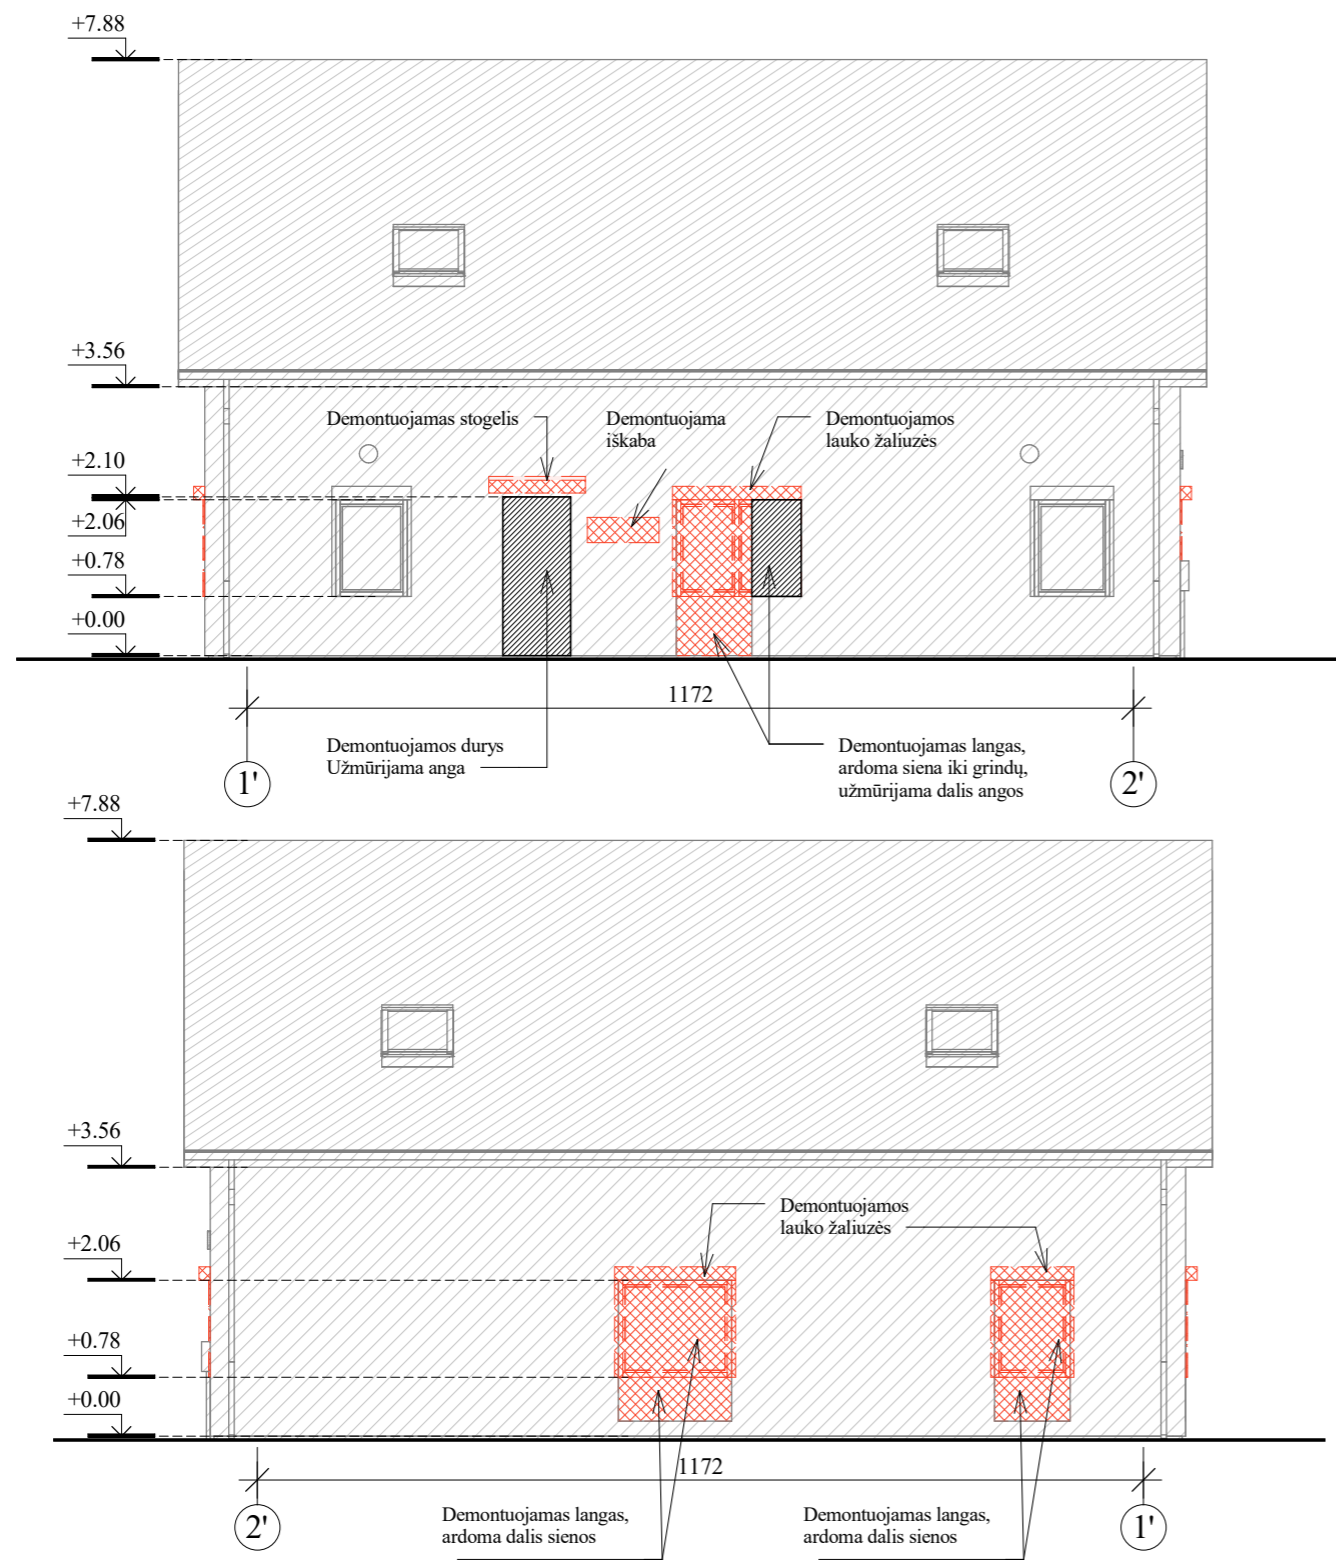 +7.88
+3.56
Demontuojamas stogelis
Demontuojama
iškaba
Demontuojamos
lauko žaliuzės
+2.10
+2.06
+0.78
+0.00
1172
Demontuojamos durys
Užmūrijama anga
Demontuojamas langas,
ardoma siena iki grindų,
užmūrijama dalis angos
1'
2'
+7.88
+3.56
Demontuojamos
lauko žaliuzės
+2.06
+0.78
+0.00
1172
Demontuojamas langas,
ardoma dalis sienos
Demontuojamas langas,
ardoma dalis sienos
2'
1'